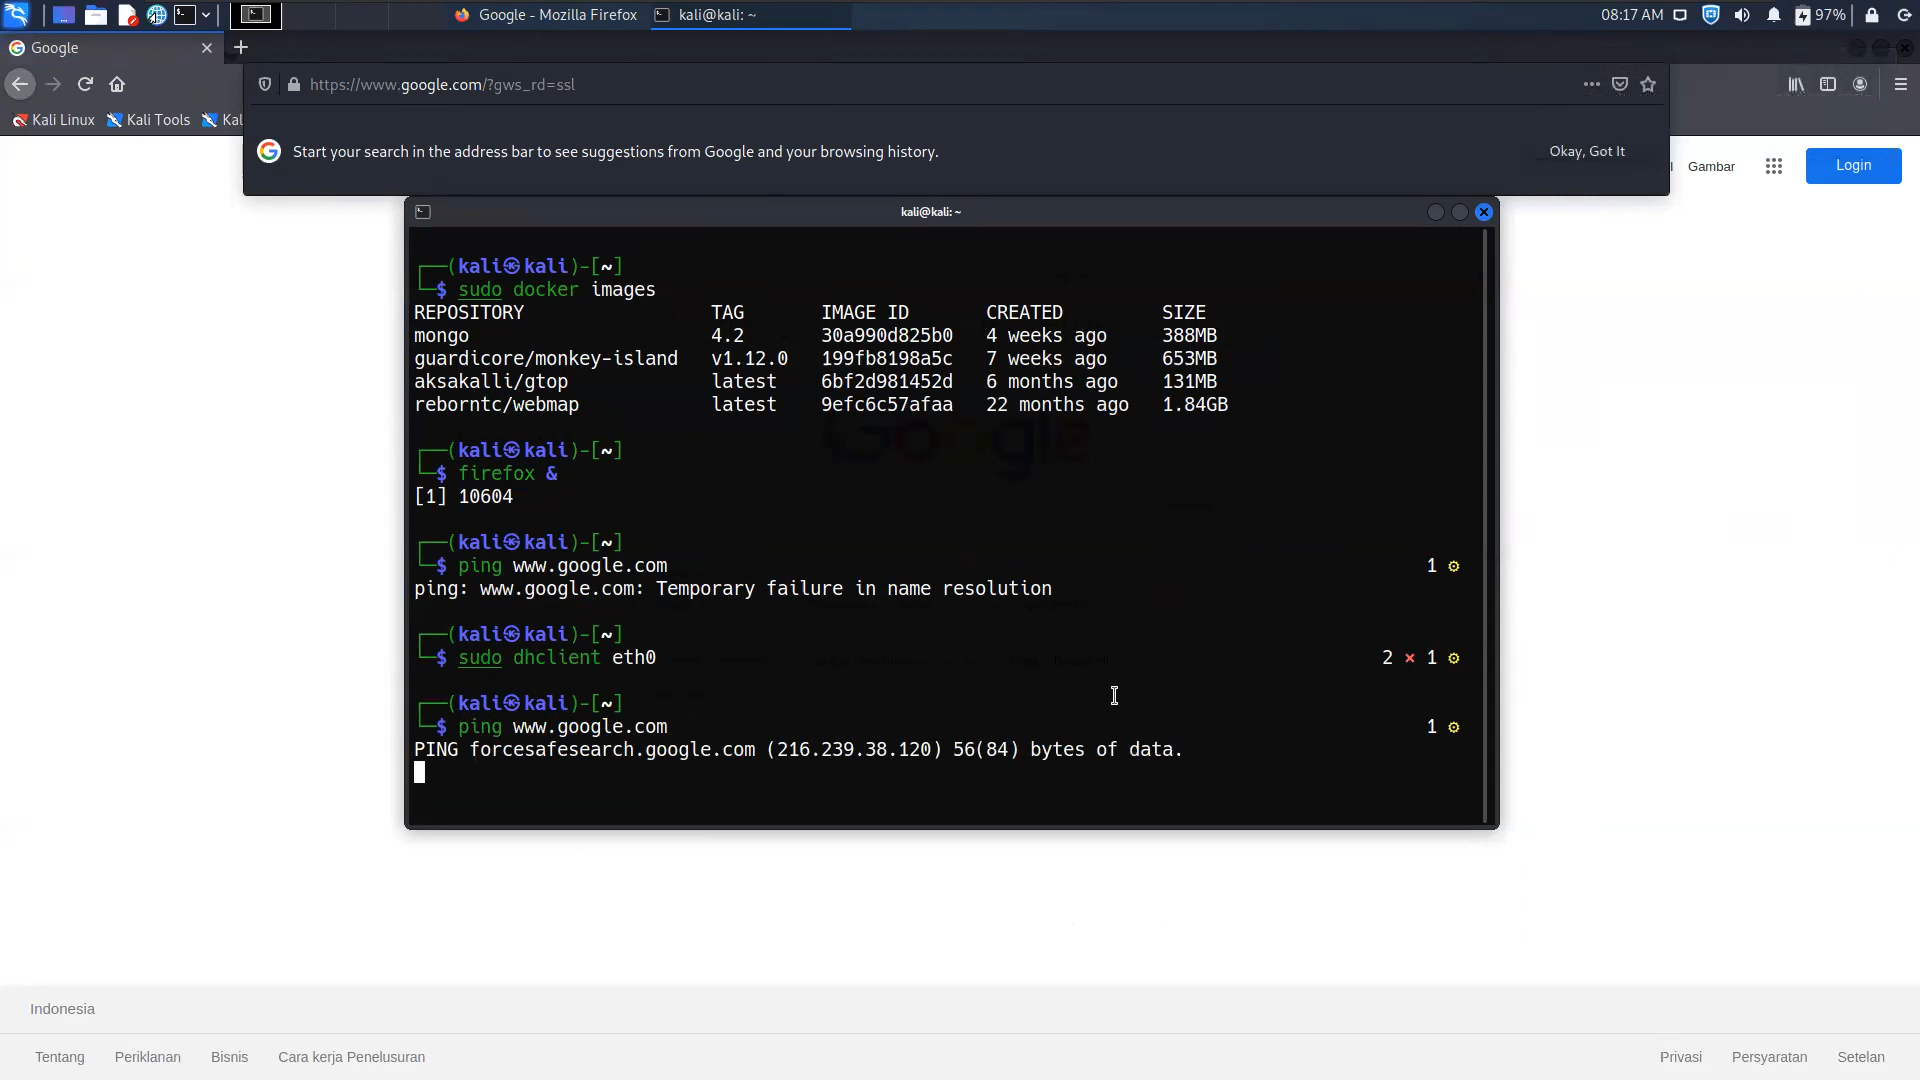 Google - Mozilla Firefox
kali@kali: ~
08:17 AM
97%
Google
https://www.google.com/?gws_rd=ssl
Kali Linux
Kali Tools
Kal
Start your search in the address bar to see suggestions from Google and your browsing history.
Okay, Got It
l
Gambar
Login
kali@kali: ~
┌──(kali㉿kali)-[~]
└─$ sudo docker images
REPOSITORY TAG IMAGE ID CREATED SIZE
mongo 4.2 30a990d825b0 4 weeks ago 388MB
guardicore/monkey-island v1.12.0 199fb8198a5c 7 weeks ago 653MB
aksakalli/gtop latest 6bf2d981452d 6 months ago 131MB
reborntc/webmap latest 9efc6c57afaa 22 months ago 1.84GB
┌──(kali㉿kali)-[~]
└─$ firefox &
[1] 10604
┌──(kali㉿kali)-[~]
└─$ ping www.google.com 1 ⚙
ping: www.google.com: Temporary failure in name resolution
┌──(kali㉿kali)-[~]
└─$ sudo dhclient eth0 2 ⨯ 1 ⚙
┌──(kali㉿kali)-[~]
└─$ ping www.google.com 1 ⚙
PING forcesafesearch.google.com (216.239.38.120) 56(84) bytes of data.
Google
Indonesia
Tentang
Periklanan
Bisnis
Cara kerja Penelusuran
Privasi
Persyaratan
Setelan